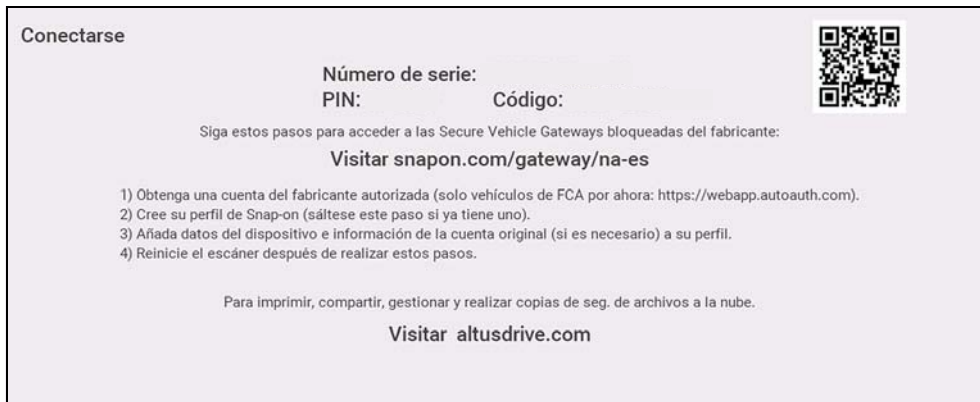 Conectarse
Número de serie:
PIN: Código:
Siga estos pasos para acceder a las Secure Vehicle Gateways bloqueadas del fabricante:
Visitar snapon.com/gateway/na-es
1) Obtenga una cuenta del fabricante autorizada (solo vehículos de FCA por ahora: https://webapp.autoauth.com).
2) Cree su perfil de Snap-on (sáltese este paso si ya tiene uno).
3) Añada datos del dispositivo e información de la cuenta original (si es necesario) a su perfil.
4) Reinicie el escáner después de realizar estos pasos.
Para imprimir, compartir, gestionar y realizar copias de seg. de archivos a la nube.
Visitar altusdrive.com